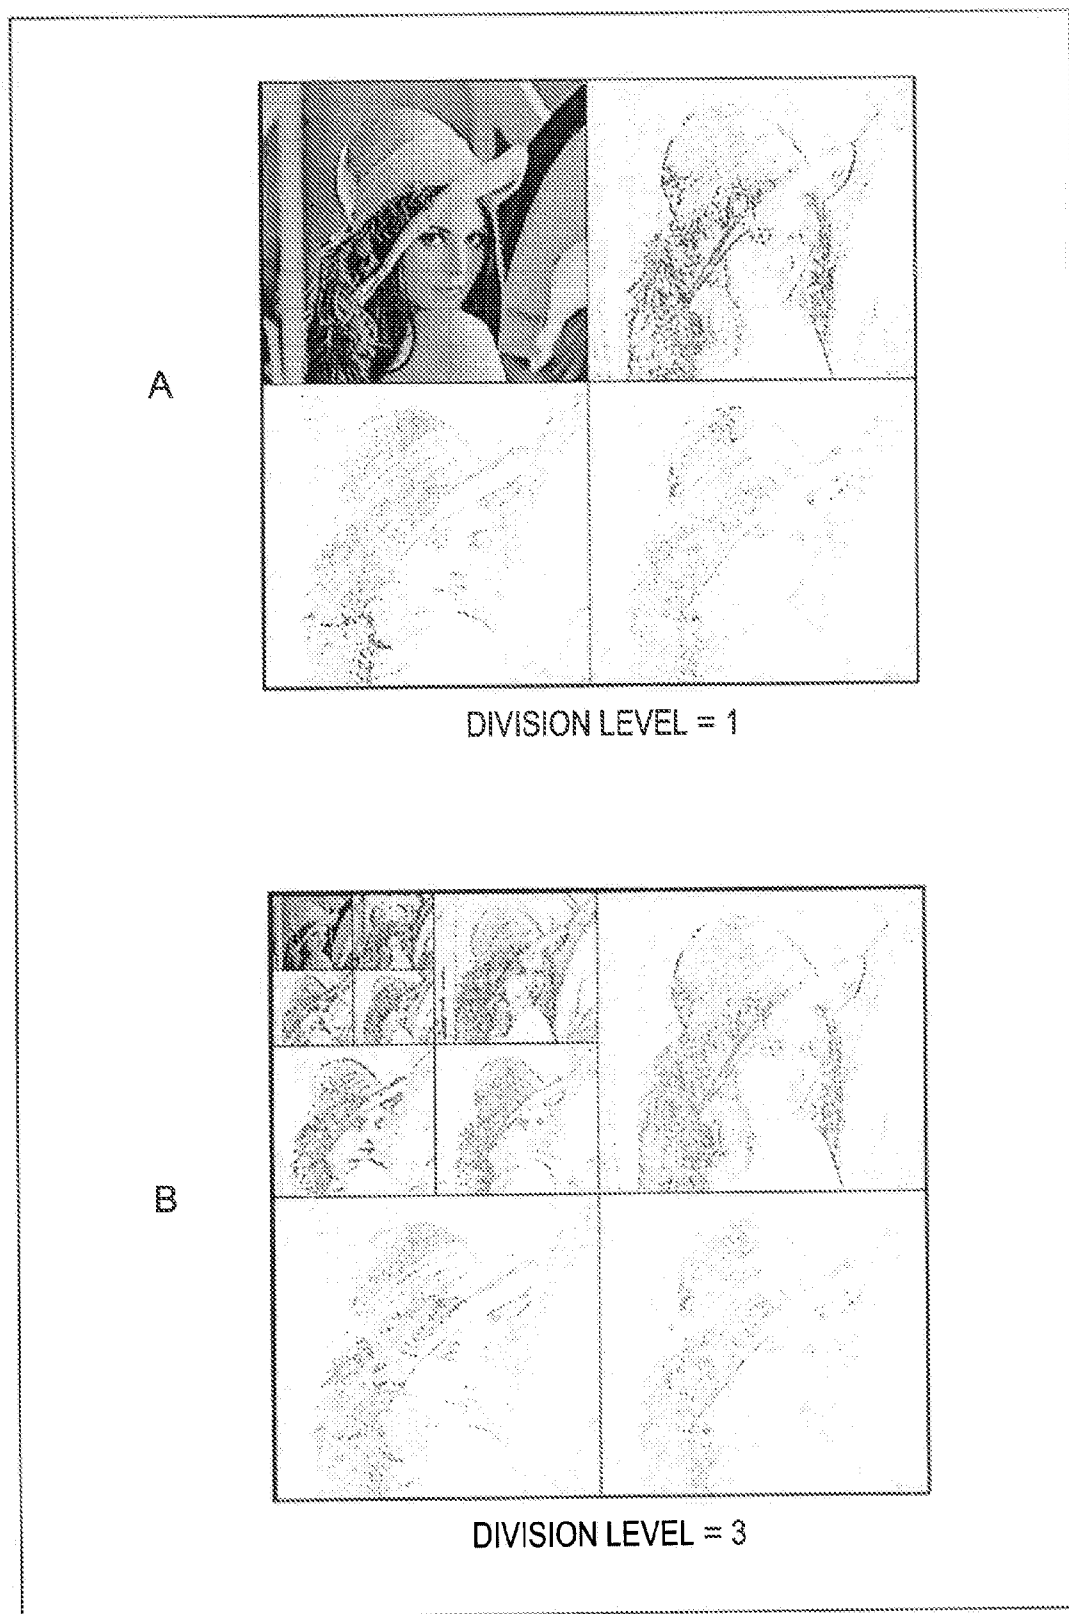 A
DIVISION LEVEL = 1
B
DIVISION LEVEL = 3